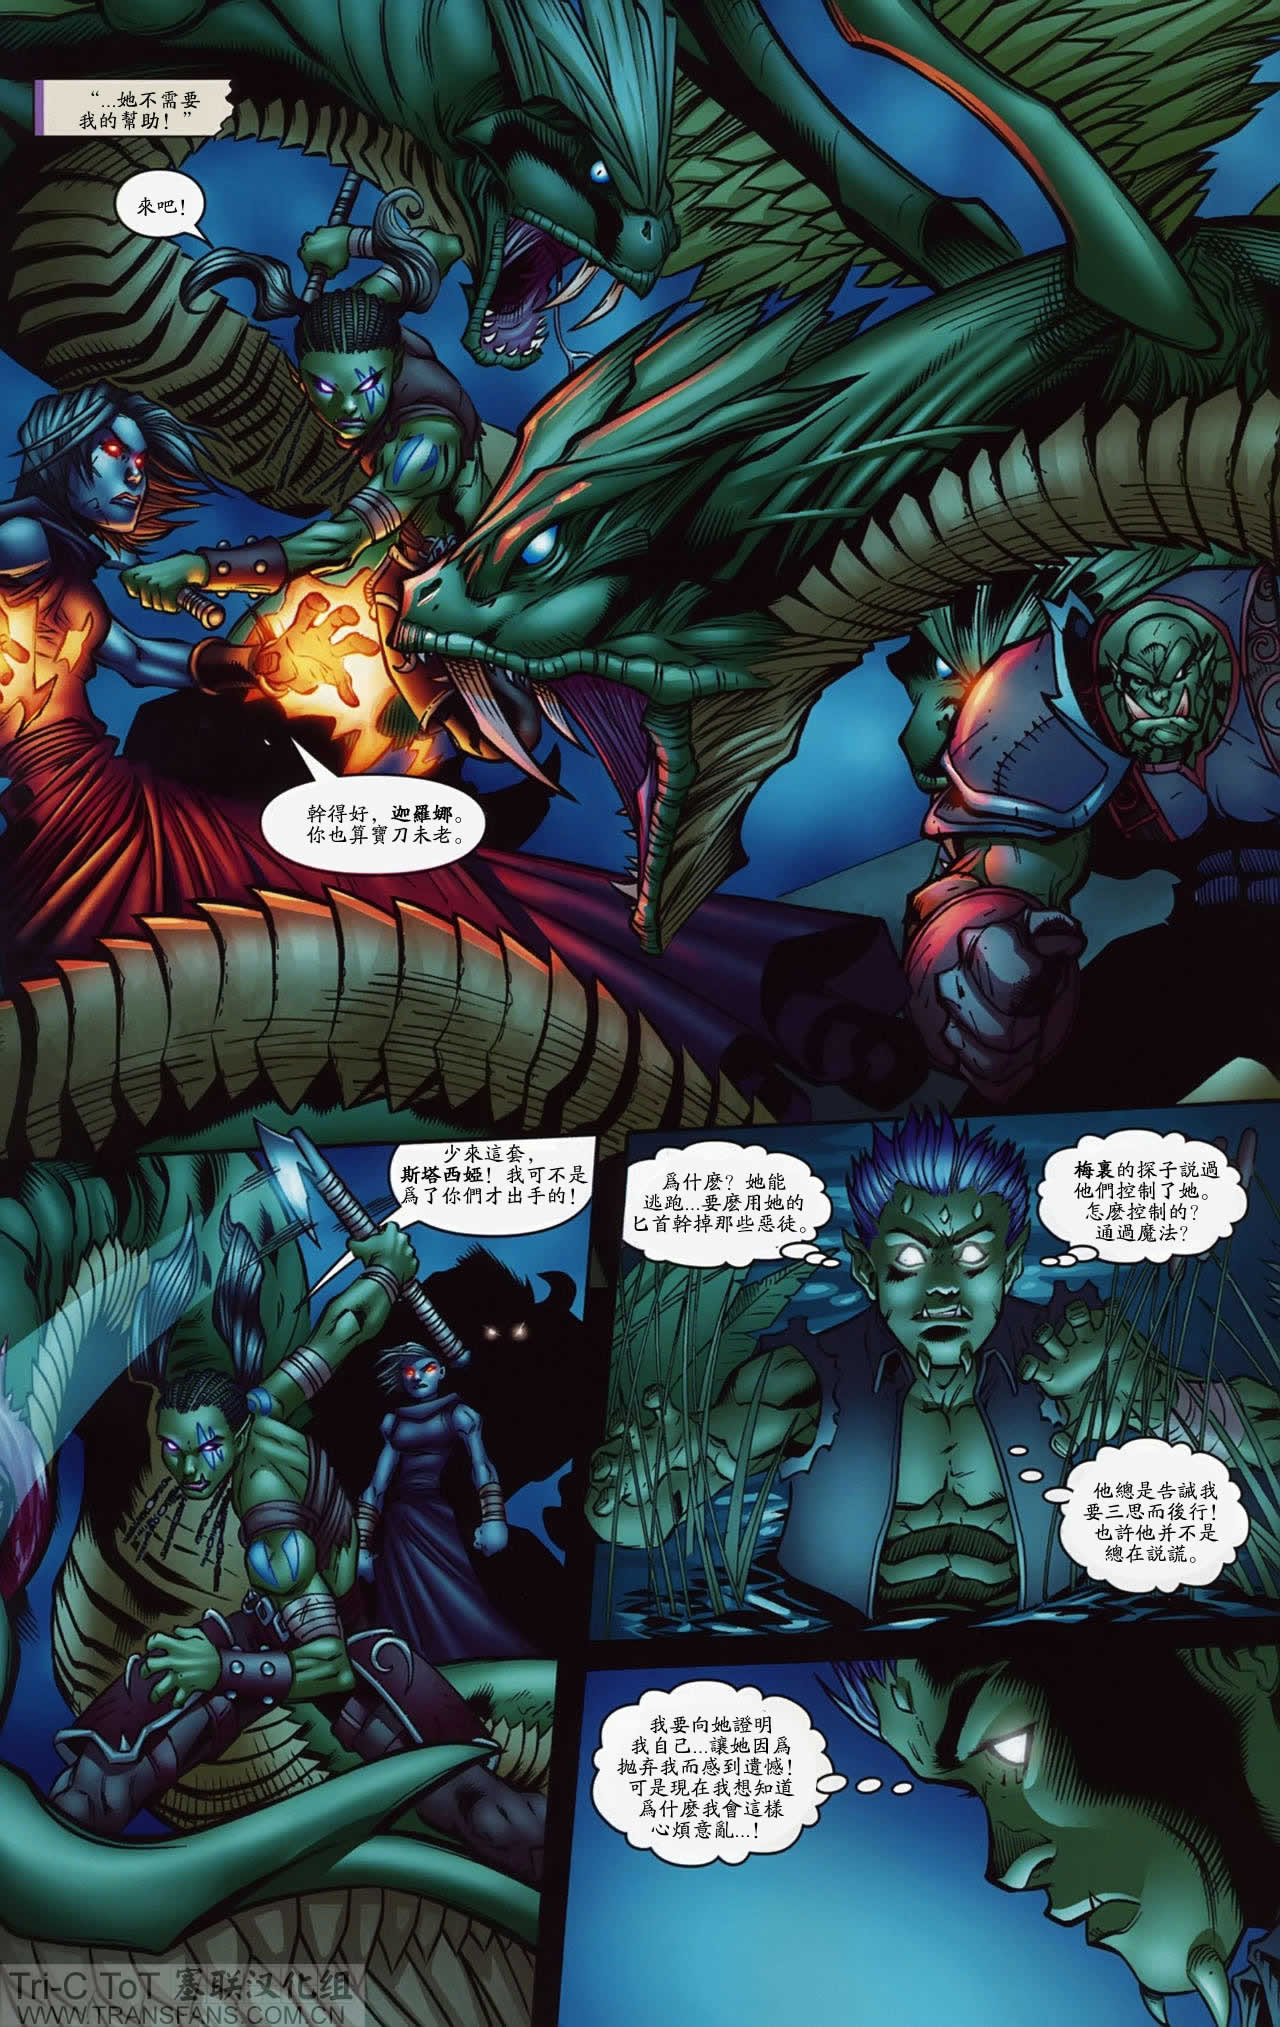 “…她不需要
我的幫助！”
來吧！
幹得好，迦羅娜。
你也算寶刀未老。
少來這套，
斯塔西婭！我可不是
爲了你們才出手的！
爲什麽？她能
逃跑…要麽用她的
匕首幹掉那些惡徒。
梅裏的探子説過
他們控制了她。
怎麽控制的？
通過魔法？
他總是告誡我
要三思而後行！
也許他并不是
總在説謊。
我要向她證明
我自己…讓她因爲
拋弃我而感到遺憾！
可是現在我想知道
爲什麽我會這樣
心煩意亂…！
Tri-C ToT 塞联汉化组
WWW.TRANSFANS.COM.CN